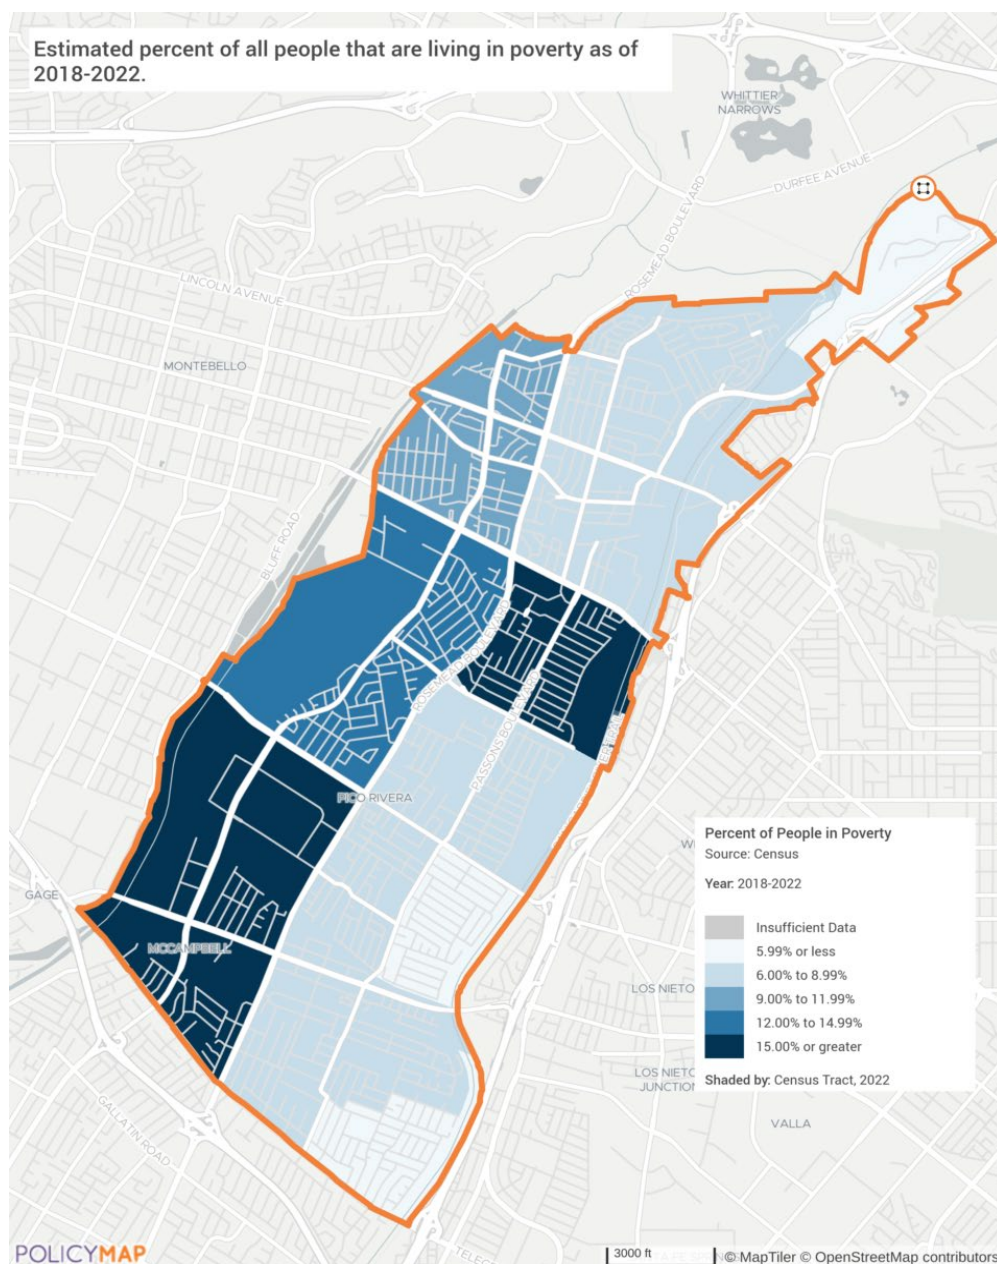 Estimated percent of all people that are living in poverty as of
2018-2022.
WHITTIER
NARROWS
DURFEE AVENUE
ROSEMEAD BOULEVARD
LINCOLN AVENUE
MONTEBELLO
BLUFF ROAD
ROSEMEAD BOULEVARD
PASSONS BOULEVARD
PICO RIVERA
GAGE
MCCAMPBELL
GALLATIN ROAD
Percent of People in Poverty
Source: Census
Year: 2018-2022
Insufficient Data
5.99% or less
6.00% to 8.99%
9.00% to 11.99%
12.00% to 14.99%
15.00% or greater
Shaded by: Census Tract, 2022
LOS NIETO
LOS NIETO
JUNCTION
VALLA
POLICYMAP
3000 ft
© MapTiler © OpenStreetMap contributors